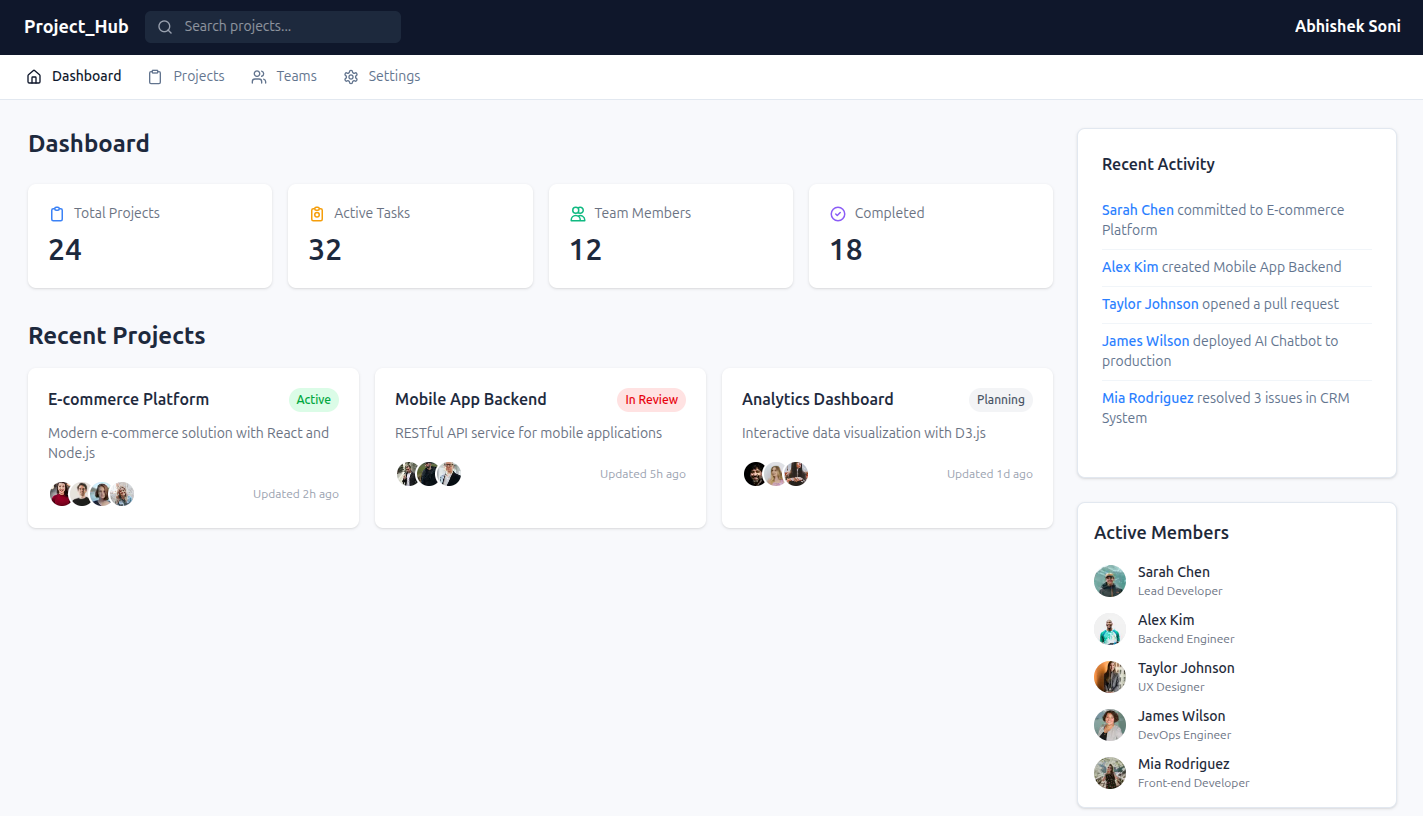 Project_Hub
Search projects...
Abhishek Soni
Dashboard
Projects
Teams
Settings
Dashboard
Total Projects
24
Active Tasks
32
Team Members
12
Completed
18
Recent Projects
E-commerce Platform
Active
Modern e-commerce solution with React and
Node.js
Updated 2h ago
Mobile App Backend
In Review
RESTful API service for mobile applications
Updated 5h ago
Analytics Dashboard
Planning
Interactive data visualization with D3.js
Updated 1d ago
Recent Activity
Sarah Chen committed to E-commerce
Platform
Alex Kim created Mobile App Backend
Taylor Johnson opened a pull request
James Wilson deployed AI Chatbot to
production
Mia Rodriguez resolved 3 issues in CRM
System
Active Members
Sarah Chen
Lead Developer
Alex Kim
Backend Engineer
Taylor Johnson
UX Designer
James Wilson
DevOps Engineer
Mia Rodriguez
Front-end Developer